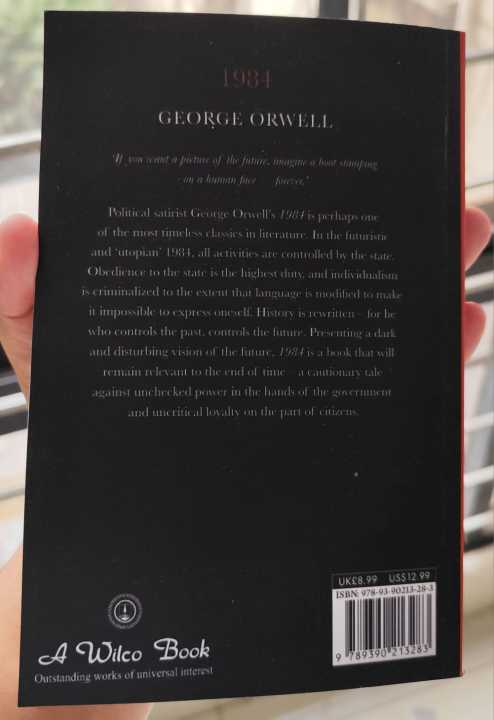 1984
GEORGE ORWELL
'If you want a picture of the future, imagine a boot stamping
on a human face — forever.'
Political satirist George Orwell's 1984 is perhaps one
of the most timeless classics in literature. In the futuristic
and 'utopian' 1984, all activities are controlled by the state.
Obedience to the state is the highest duty, and individualism
is criminalized to the extent that language is modified to make
it impossible to express oneself. History is rewritten – for he
who controls the past, controls the future. Presenting a dark
and disturbing vision of the future, 1984 is a book that will
remain relevant to the end of time – a cautionary tale
against unchecked power in the hands of the government
and uncritical loyalty on the part of citizens.
UK£8.99 US$12.99
ISBN: 978-93-90213-28-3
9 789390 213283
A Wilco Book
Outstanding works of universal interest